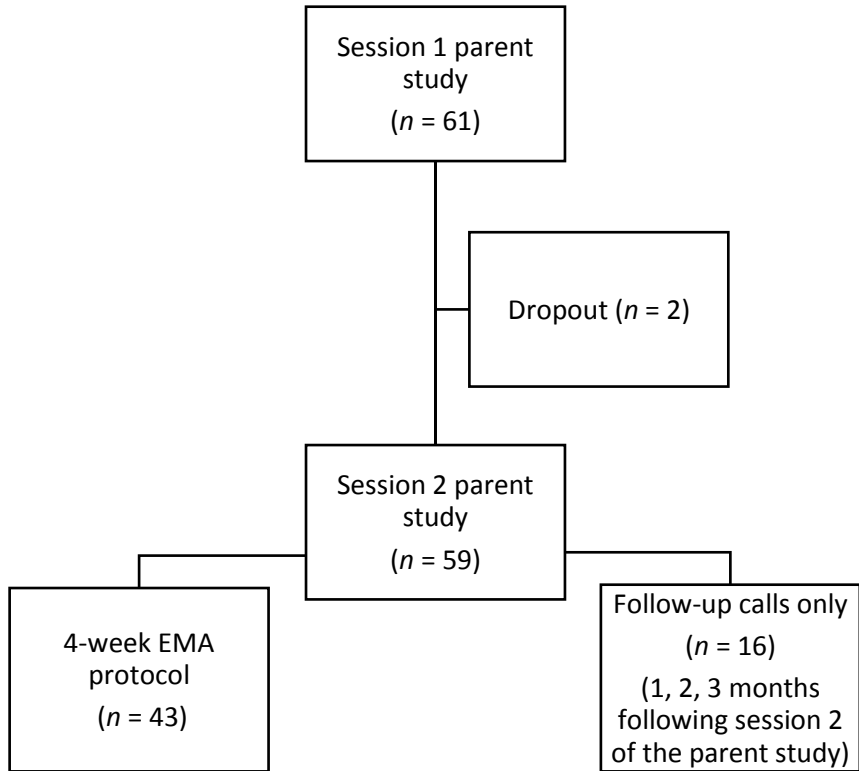 Session 1 parent
study
(n = 61)
Dropout (n = 2)
Session 2 parent
study
(n = 59)
4-week EMA
protocol
(n = 43)
Follow-up calls only
(n = 16)
(1, 2, 3 months
following session 2
of the parent study)